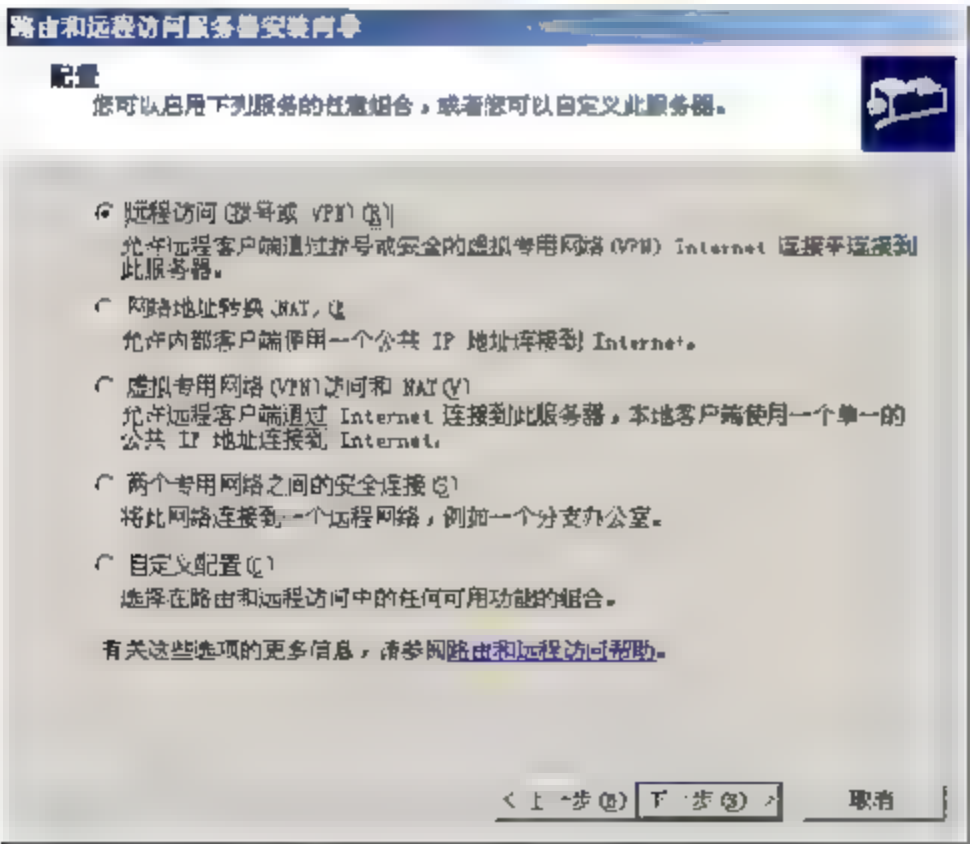 路由和远程访问服务器安装向导
配置
您可以启用下列服务的任意组合，或者您可以自定义此服务器。
远程访问(拨号或 VPN)(R)
允许远程客户端通过拨号或安全的虚拟专用网络(VPN) Internet 连接来连接到
此服务器。
网络地址转换(NAT)(E)
允许内部客户端使用一个公共 IP 地址连接到 Internet。
虚拟专用网络(VPN)访问和 NAT(V)
允许远程客户端通过 Internet 连接到此服务器，本地客户端使用一个单一的
公共 IP 地址连接到 Internet。
两个专用网络之间的安全连接(S)
将此网络连接到一个远程网络，例如一个分支办公室。
自定义配置(C)
选择在路由和远程访问中的任何可用功能的组合。
有关这些选项的更多信息，请参阅路由和远程访问帮助。
< 上一步(B) 下一步(N) > 取消